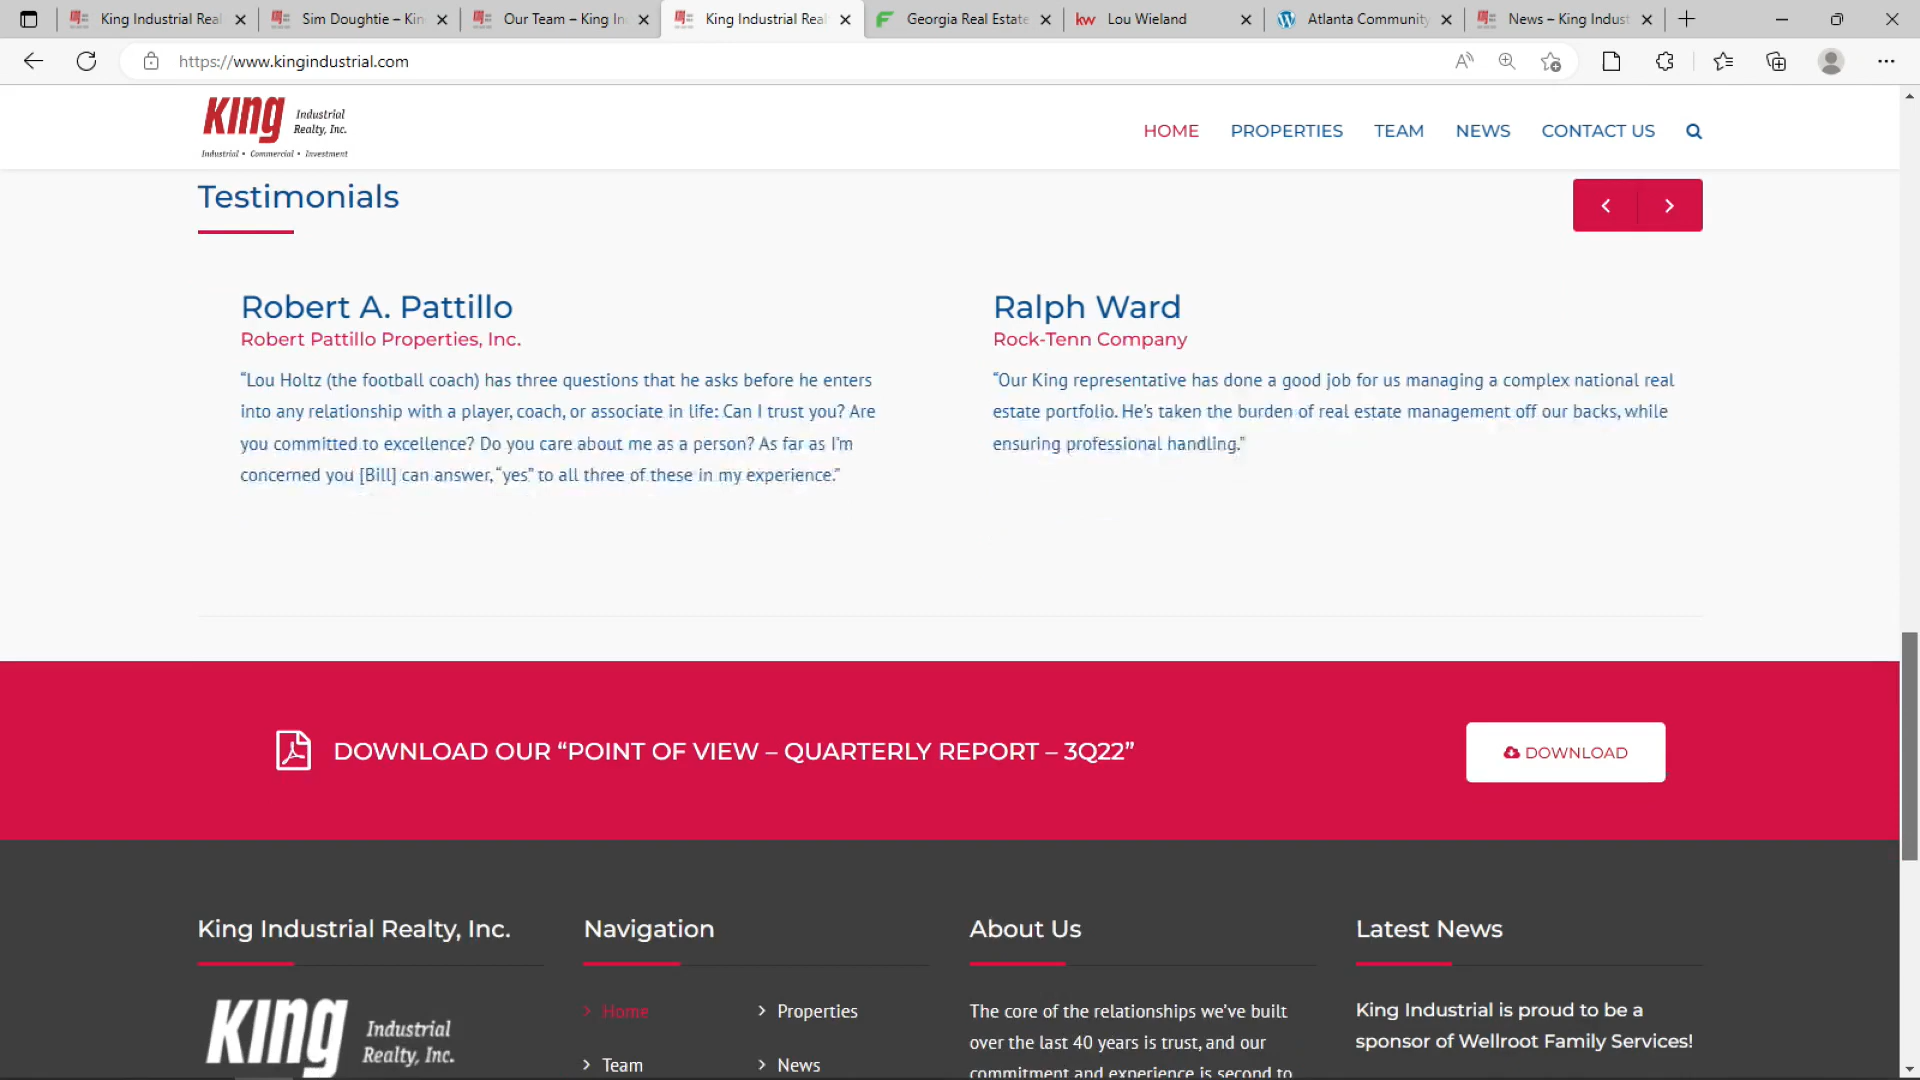 King Industrial Rea
Sim Doughtie – Kin
Our Team – King In
King Industrial Rea
Georgia Real Estate
kw Lou Wieland
Atlanta Community
News – King Indust
https://www.kingindustrial.com
King Industrial Realty, Inc.
Industrial • Commercial • Investment
HOME
PROPERTIES
TEAM
NEWS
CONTACT US
Testimonials
Robert A. Pattillo
Robert Pattillo Properties, Inc.
“Lou Holtz (the football coach) has three questions that he asks before he enters
into any relationship with a player, coach, or associate in life: Can I trust you? Are
you committed to excellence? Do you care about me as a person? As far as I’m
concerned you [Bill] can answer, “yes” to all three of these in my experience.”
Ralph Ward
Rock-Tenn Company
“Our King representative has done a good job for us managing a complex national real
estate portfolio. He’s taken the burden of real estate management off our backs, while
ensuring professional handling.”
DOWNLOAD OUR “POINT OF VIEW – QUARTERLY REPORT – 3Q22”
DOWNLOAD
King Industrial Realty, Inc.
King Industrial Realty, Inc.
Navigation
Home
Properties
Team
News
About Us
The core of the relationships we’ve built
over the last 40 years is trust, and our
commitment and experience is second to
Latest News
King Industrial is proud to be a
sponsor of Wellroot Family Services!